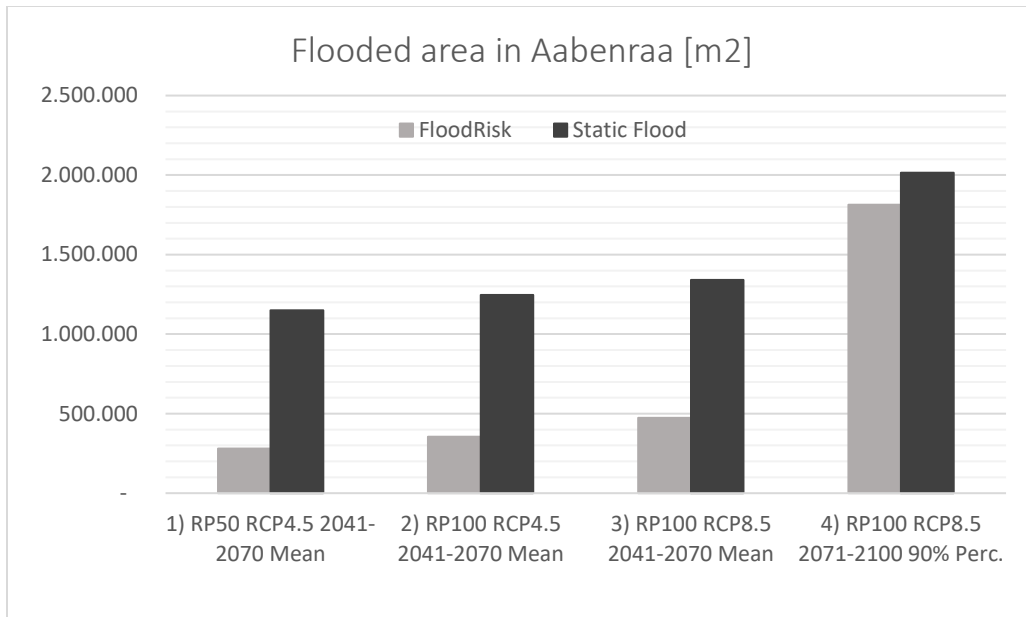 Flooded area in Aabenraa [m2]
2.500.000
FloodRisk
Static Flood
2.000.000
1.500.000
1.000.000
500.000
-
1) RP50 RCP4.5 2041-
2070 Mean
2) RP100 RCP4.5
2041-2070 Mean
3) RP100 RCP8.5
2041-2070 Mean
4) RP100 RCP8.5
2071-2100 90% Perc.